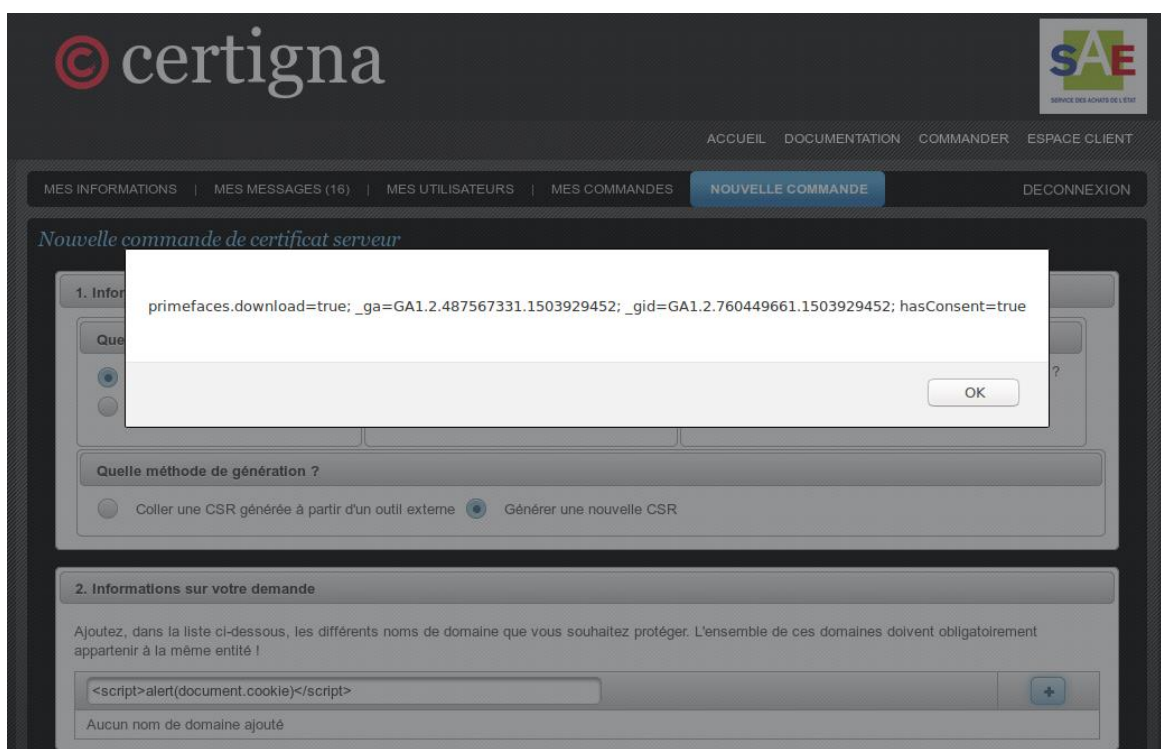 © certigna
SAE
SERVICE DES ACHATS DE L'ÉTAT
ACCUEIL DOCUMENTATION COMMANDER ESPACE CLIENT
MES INFORMATIONS | MES MESSAGES (16) | MES UTILISATEURS | MES COMMANDES NOUVELLE COMMANDE DECONNEXION
Nouvelle commande de certificat serveur
1. Infor
primefaces.download=true; _ga=GA1.2.487567331.1503929452; _gid=GA1.2.760449661.1503929452; hasConsent=true
Que
?
OK
Quelle méthode de génération ?
Coller une CSR générée à partir d'un outil externe Générer une nouvelle CSR
2. Informations sur votre demande
Ajoutez, dans la liste ci-dessous, les différents noms de domaine que vous souhaitez protéger. L'ensemble de ces domaines doivent obligatoirement
appartenir à la même entité !
<script>alert(document.cookie)</script>
+
Aucun nom de domaine ajouté